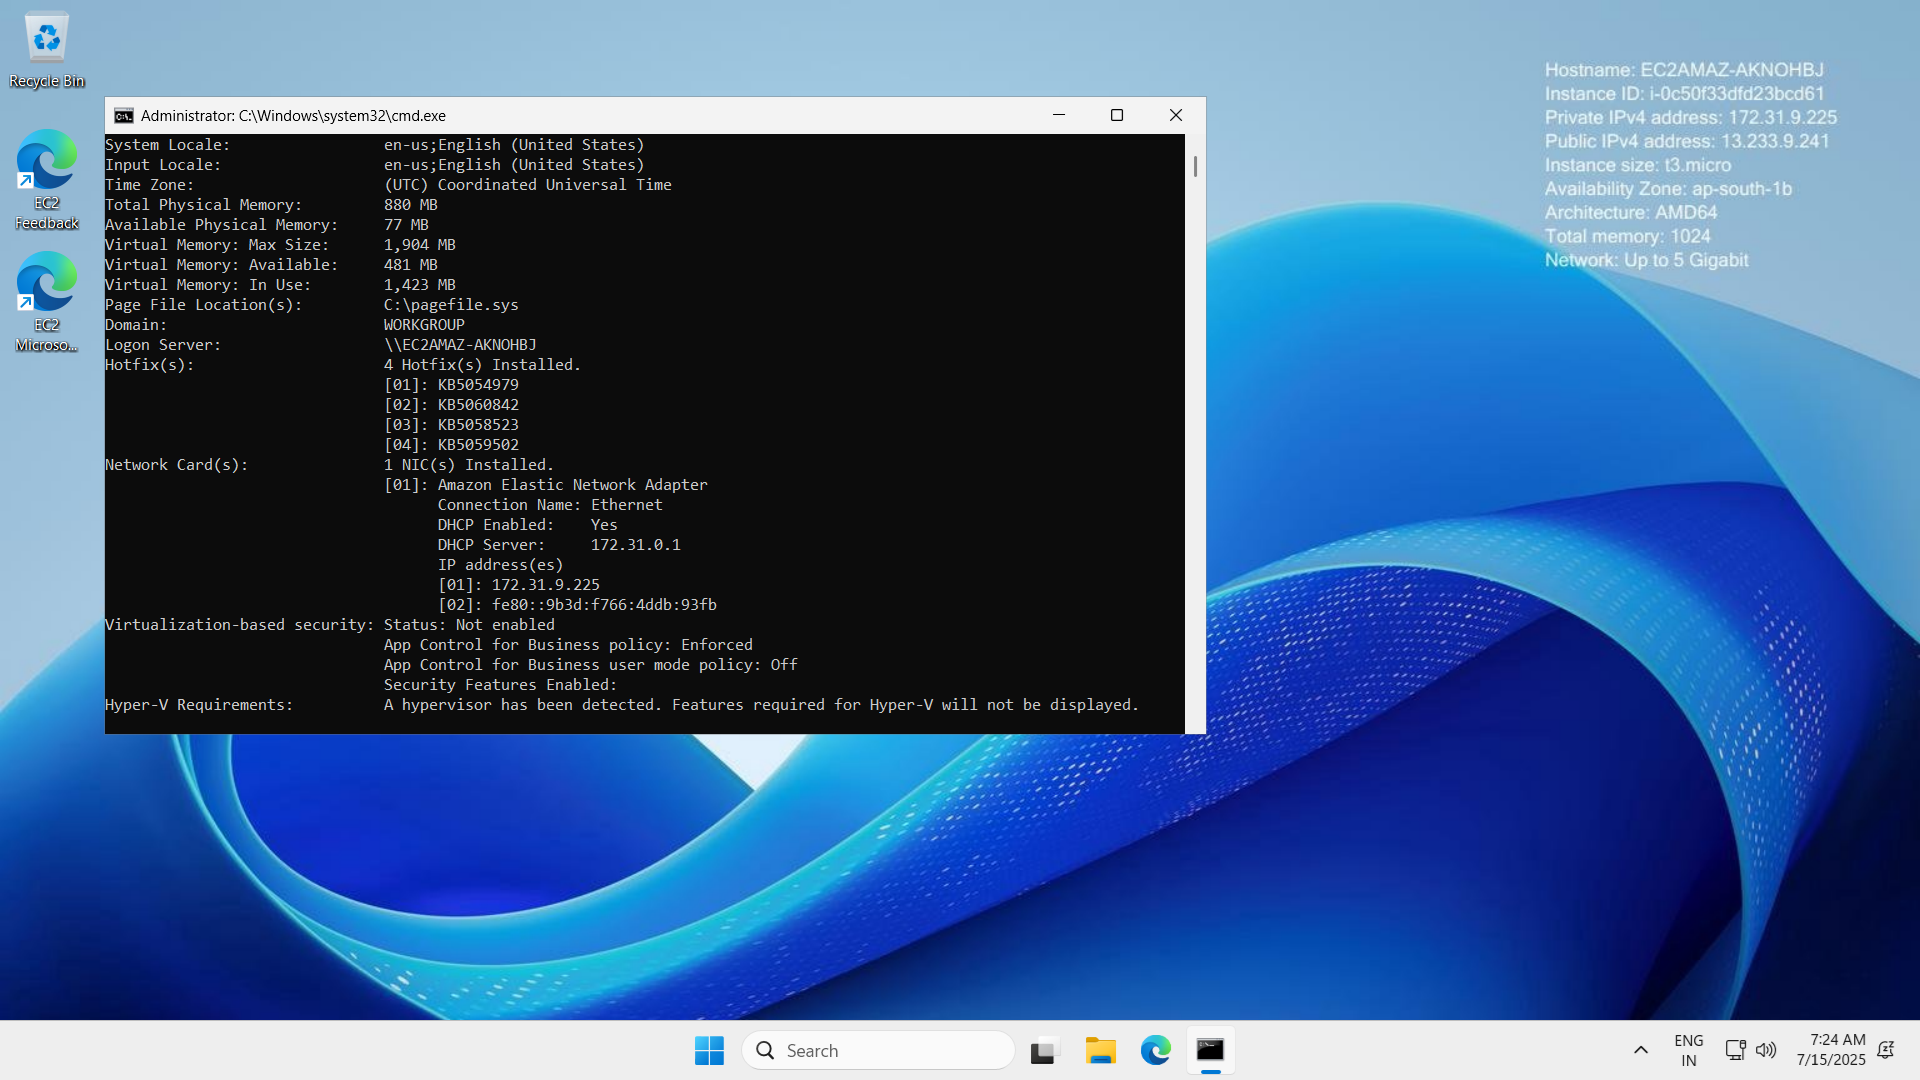 Recycle Bin
EC2
Feedback
EC2
Microso...
Administrator: C:\Windows\system32\cmd.exe
System Locale: en-us;English (United States)
Input Locale: en-us;English (United States)
Time Zone: (UTC) Coordinated Universal Time
Total Physical Memory: 880 MB
Available Physical Memory: 77 MB
Virtual Memory: Max Size: 1,904 MB
Virtual Memory: Available: 481 MB
Virtual Memory: In Use: 1,423 MB
Page File Location(s): C:\pagefile.sys
Domain: WORKGROUP
Logon Server: \\EC2AMAZ-AKNOHBJ
Hotfix(s): 4 Hotfix(s) Installed.
[01]: KB5054979
[02]: KB5060842
[03]: KB5058523
[04]: KB5059502
Network Card(s): 1 NIC(s) Installed.
[01]: Amazon Elastic Network Adapter
Connection Name: Ethernet
DHCP Enabled: Yes
DHCP Server: 172.31.0.1
IP address(es)
[01]: 172.31.9.225
[02]: fe80::9b3d:f766:4ddb:93fb
Virtualization-based security: Status: Not enabled
App Control for Business policy: Enforced
App Control for Business user mode policy: Off
Security Features Enabled:
Hyper-V Requirements: A hypervisor has been detected. Features required for Hyper-V will not be displayed.
Hostname: EC2AMAZ-AKNOHBJ
Instance ID: i-0c50f33dfd23bcd61
Private IPv4 address: 172.31.9.225
Public IPv4 address: 13.233.9.241
Instance size: t3.micro
Availability Zone: ap-south-1b
Architecture: AMD64
Total memory: 1024
Network: Up to 5 Gigabit
Search
ENG
IN
7:24 AM
7/15/2025